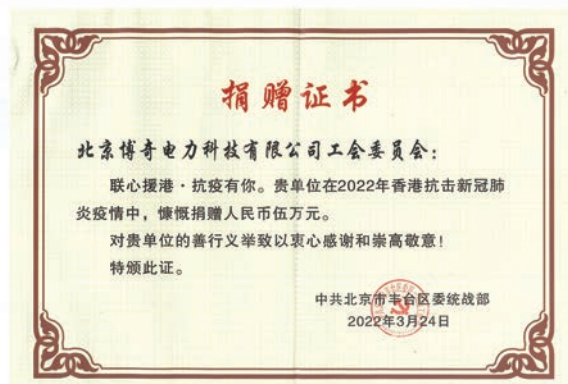 捐赠证书
北京博奇电力科技有限公司工会委员会：
联心援港·抗疫有你。贵单位在2022年香港抗击新冠肺
炎疫情中，慷慨捐赠人民币伍万元。
对贵单位的善行义举致以衷心感谢和崇高敬意！
特颁此证。
中共北京市丰台区委统战部
2022年3月24日